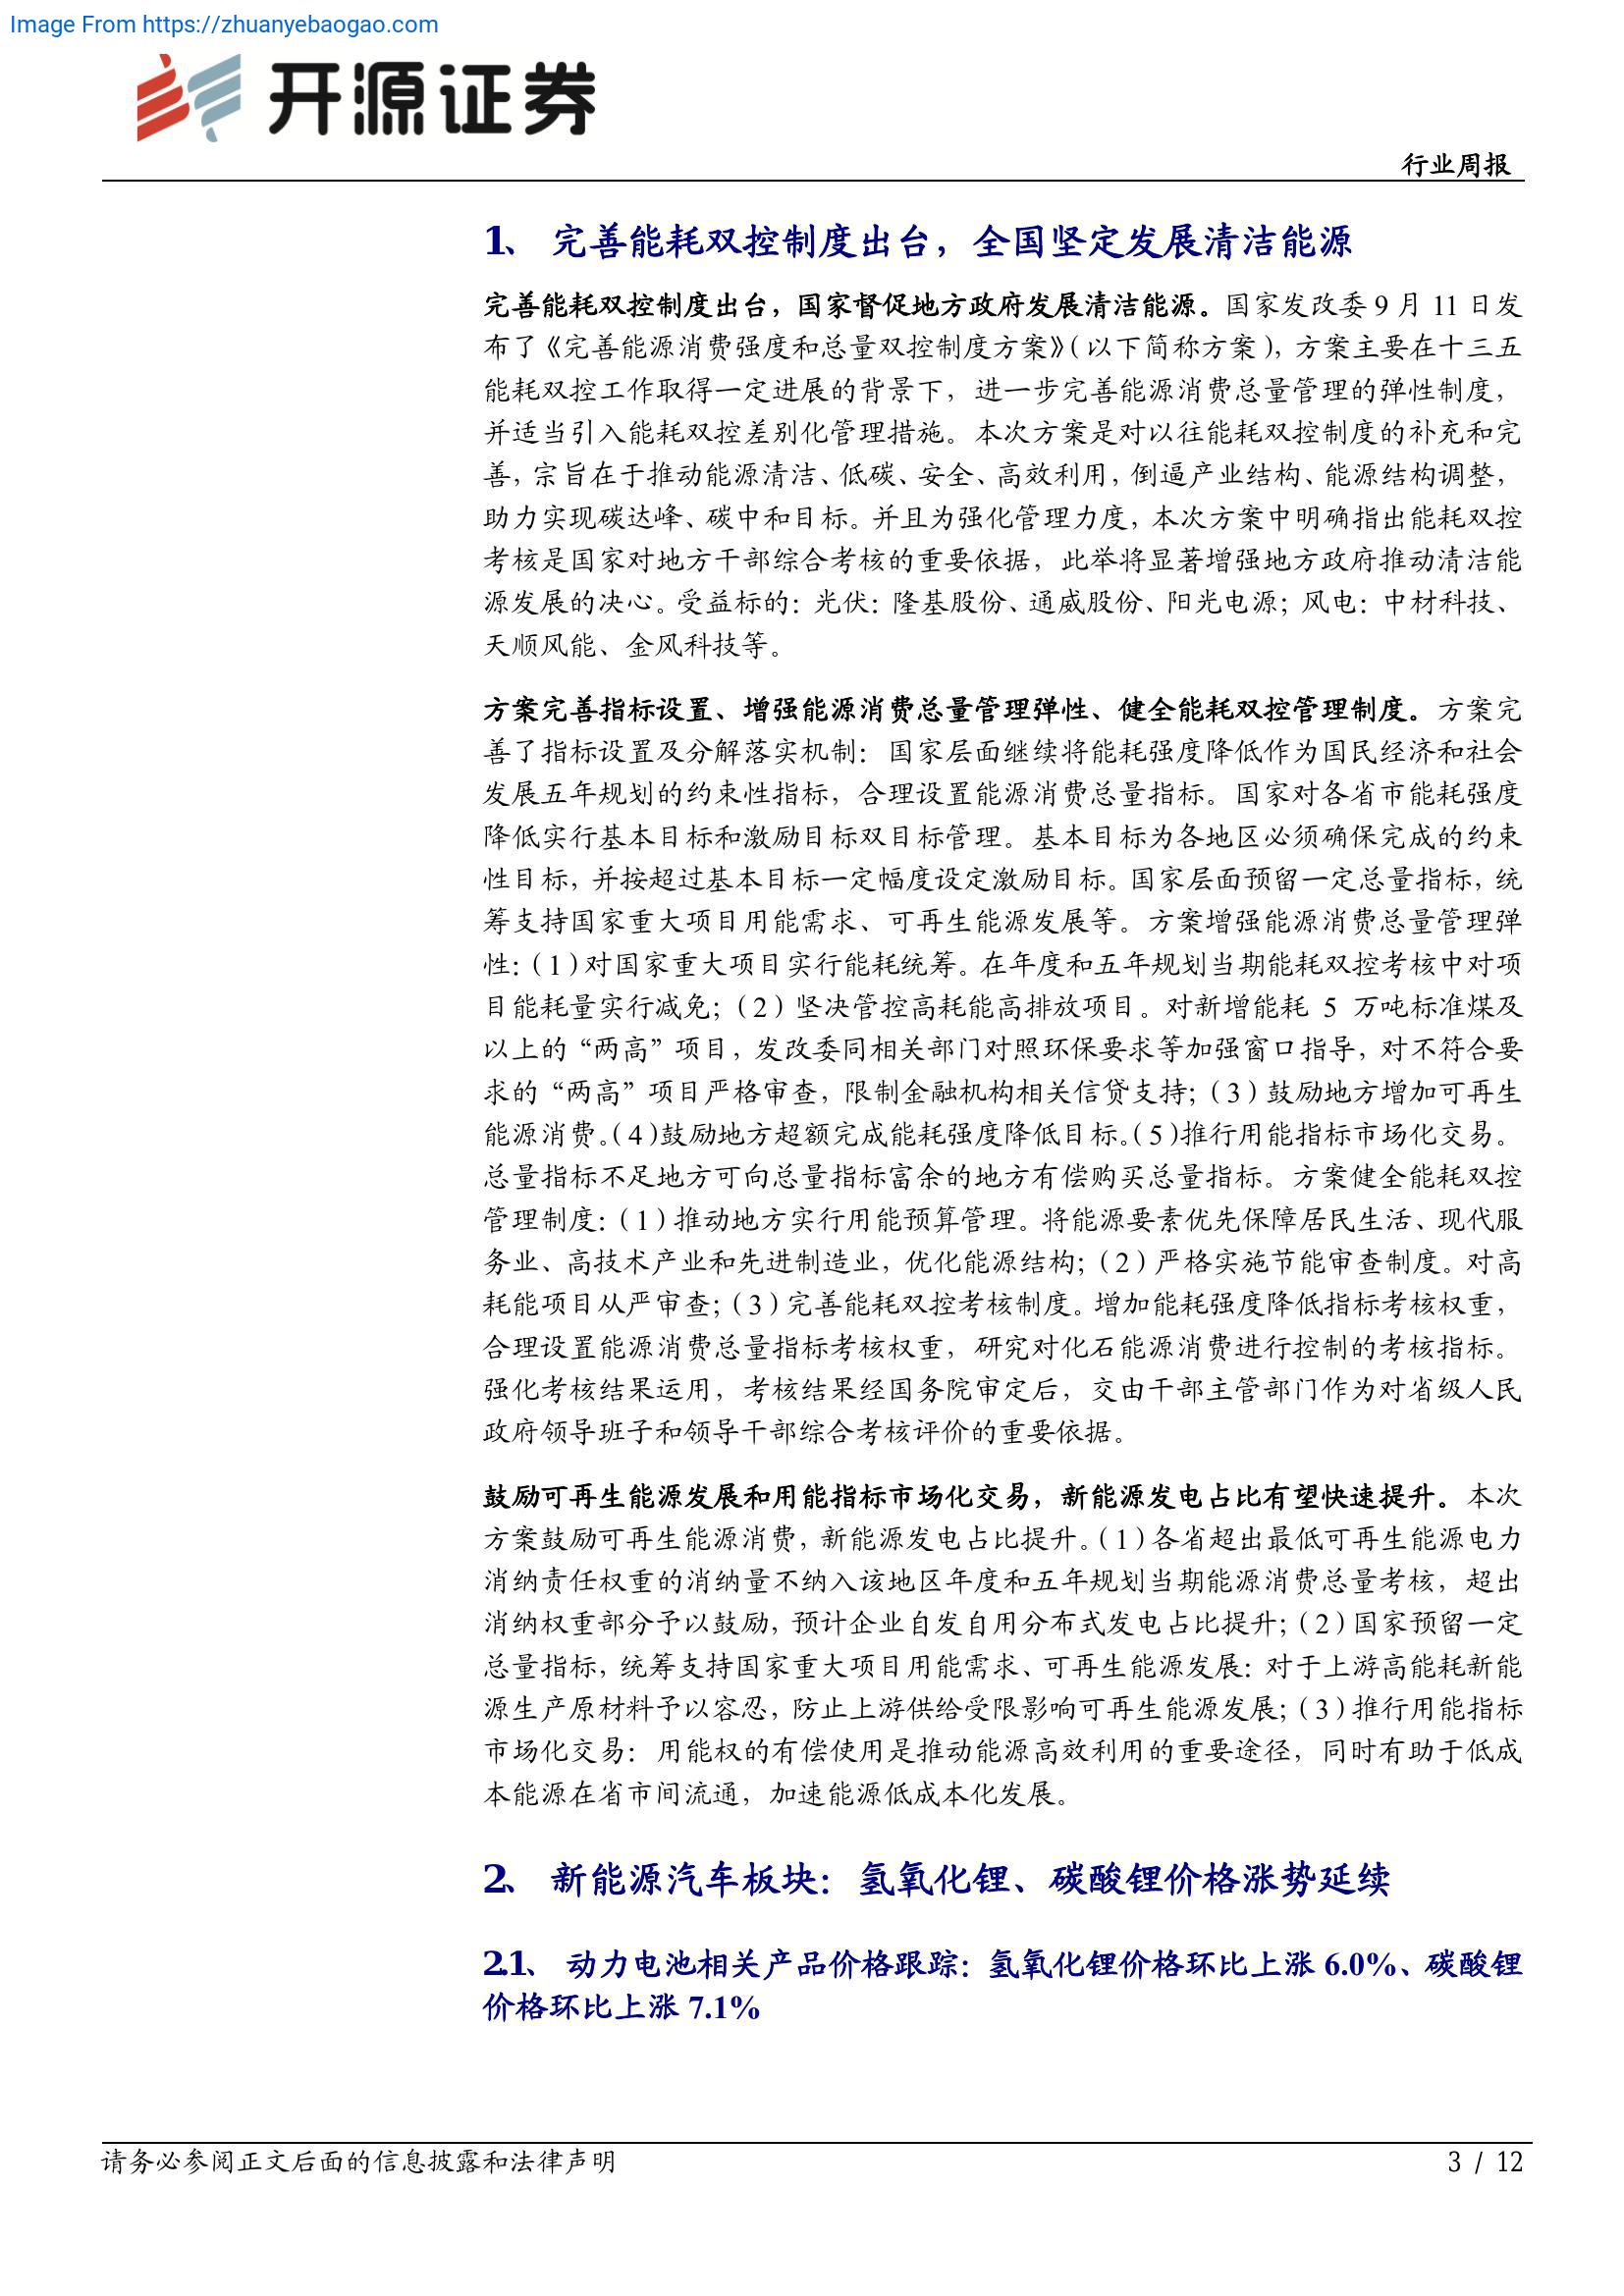 Image From https://zhuanyebaogao.com
开源证券
行业周报
1、 完善能耗双控制度出台，全国坚定发展清洁能源
完善能耗双控制度出台，国家督促地方政府发展清洁能源。国家发改委 9 月 11 日发
布了《完善能源消费强度和总量双控制度方案》（以下简称方案），方案主要在十三五
能耗双控工作取得一定进展的背景下，进一步完善能源消费总量管理的弹性制度，
并适当引入能耗双控差别化管理措施。本次方案是对以往能耗双控制度的补充和完
善，宗旨在于推动能源清洁、低碳、安全、高效利用，倒逼产业结构、能源结构调整，
助力实现碳达峰、碳中和目标。并且为强化管理力度，本次方案中明确指出能耗双控
考核是国家对地方干部综合考核的重要依据，此举将显著增强地方政府推动清洁能
源发展的决心。受益标的：光伏：隆基股份、通威股份、阳光电源；风电：中材科技、
天顺风能、金风科技等。
方案完善指标设置、增强能源消费总量管理弹性、健全能耗双控管理制度。方案完
善了指标设置及分解落实机制：国家层面继续将能耗强度降低作为国民经济和社会
发展五年规划的约束性指标，合理设置能源消费总量指标。国家对各省市能耗强度
降低实行基本目标和激励目标双目标管理。基本目标为各地区必须确保完成的约束
性目标，并按超过基本目标一定幅度设定激励目标。国家层面预留一定总量指标，统
筹支持国家重大项目用能需求、可再生能源发展等。方案增强能源消费总量管理弹
性：（1）对国家重大项目实行能耗统筹。在年度和五年规划当期能耗双控考核中对项
目能耗量实行减免；（2）坚决管控高耗能高排放项目。对新增能耗 5 万吨标准煤及
以上的“两高”项目，发改委同相关部门对照环保要求等加强窗口指导，对不符合要
求的“两高”项目严格审查，限制金融机构相关信贷支持；（3）鼓励地方增加可再生
能源消费。（4）鼓励地方超额完成能耗强度降低目标。（5）推行用能指标市场化交易。
总量指标不足地方可向总量指标富余的地方有偿购买总量指标。方案健全能耗双控
管理制度：（1）推动地方实行用能预算管理。将能源要素优先保障居民生活、现代服
务业、高技术产业和先进制造业，优化能源结构；（2）严格实施节能审查制度。对高
耗能项目从严审查；（3）完善能耗双控考核制度。增加能耗强度降低指标考核权重，
合理设置能源消费总量指标考核权重，研究对化石能源消费进行控制的考核指标。
强化考核结果运用，考核结果经国务院审定后，交由干部主管部门作为对省级人民
政府领导班子和领导干部综合考核评价的重要依据。
鼓励可再生能源发展和用能指标市场化交易，新能源发电占比有望快速提升。本次
方案鼓励可再生能源消费，新能源发电占比提升。（1）各省超出最低可再生能源电力
消纳责任权重的消纳量不纳入该地区年度和五年规划当期能源消费总量考核，超出
消纳权重部分予以鼓励，预计企业自发自用分布式发电占比提升；（2）国家预留一定
总量指标，统筹支持国家重大项目用能需求、可再生能源发展：对于上游高能耗新能
源生产原材料予以容忍，防止上游供给受限影响可再生能源发展；（3）推行用能指标
市场化交易：用能权的有偿使用是推动能源高效利用的重要途径，同时有助于低成
本能源在省市间流通，加速能源低成本化发展。
2、 新能源汽车板块：氢氧化锂、碳酸锂价格涨势延续
2.1、 动力电池相关产品价格跟踪：氢氧化锂价格环比上涨 6.0%、碳酸锂
价格环比上涨 7.1%
请务必参阅正文后面的信息披露和法律声明
3 / 12